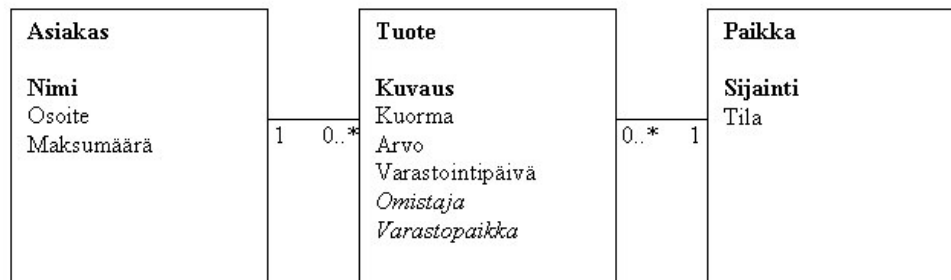 Asiakas
Nimi
Osoite
Maksumäärä
1
0..*
Tuote
Kuvaus
Kuorma
Arvo
Varastointipäivä
Omistaja
Varastopaikka
0..*
1
Paikka
Sijainti
Tila